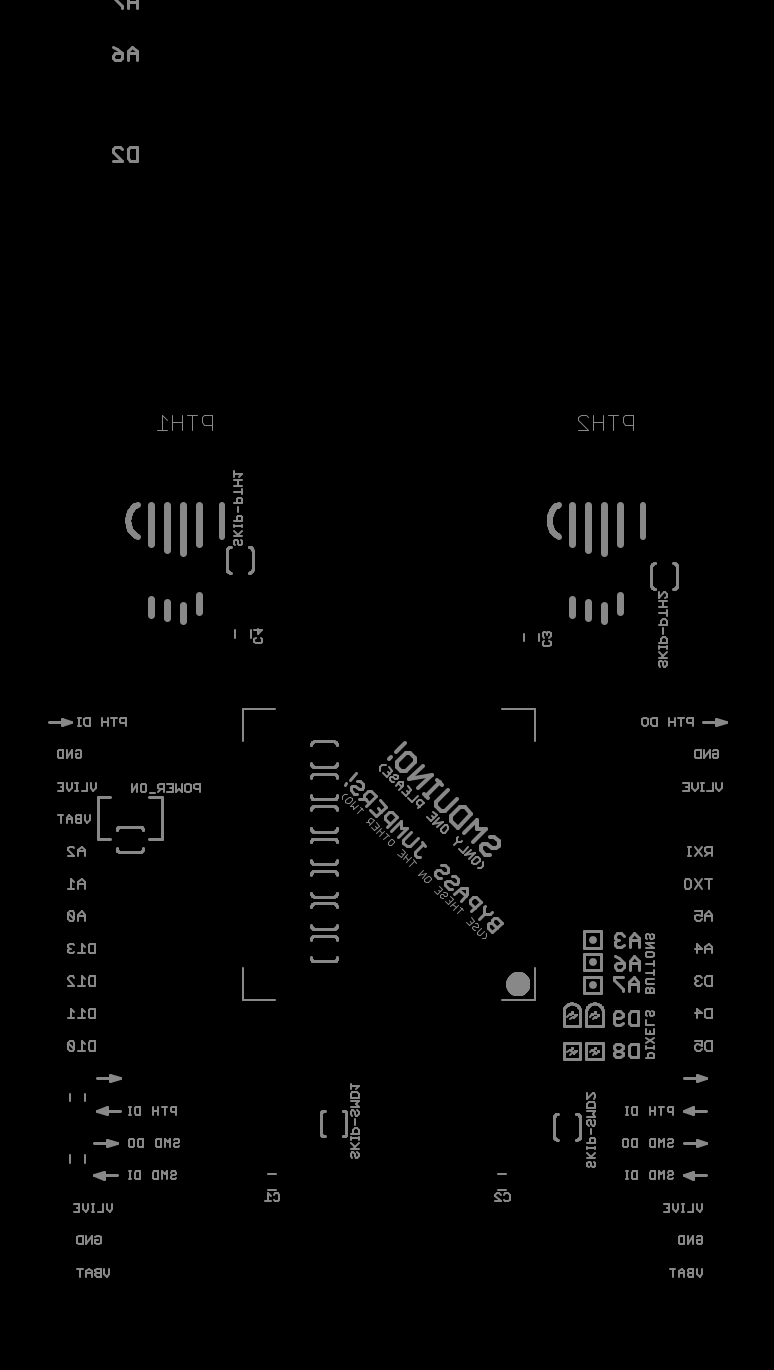 A6
D2
PTH1
PTH2
SKIP-PTH1
SKIP-PTH2
C4
C3
PTH DI
PTH DO
GND
GND
VLIVE
POWER_ON
VLIVE
VBAT
A2
RXI
A1
TXO
A0
A5
D13
A4
D12
D3
D11
D4
D10
D5
SMDUINO!
(ONLY ONE PLEASE)
BYPASS JUMPERS!
(USE THESE ON THE OTHER TWO)
A3
A6
A7
BUTTONS
D9
D8
PIXELS
PTH DI
PTH DI
SMD DO
SMD DO
SMD DI
SMD DI
SKIP-SMD1
SKIP-SMD2
C1
C2
VLIVE
VLIVE
GND
GND
VBAT
VBAT